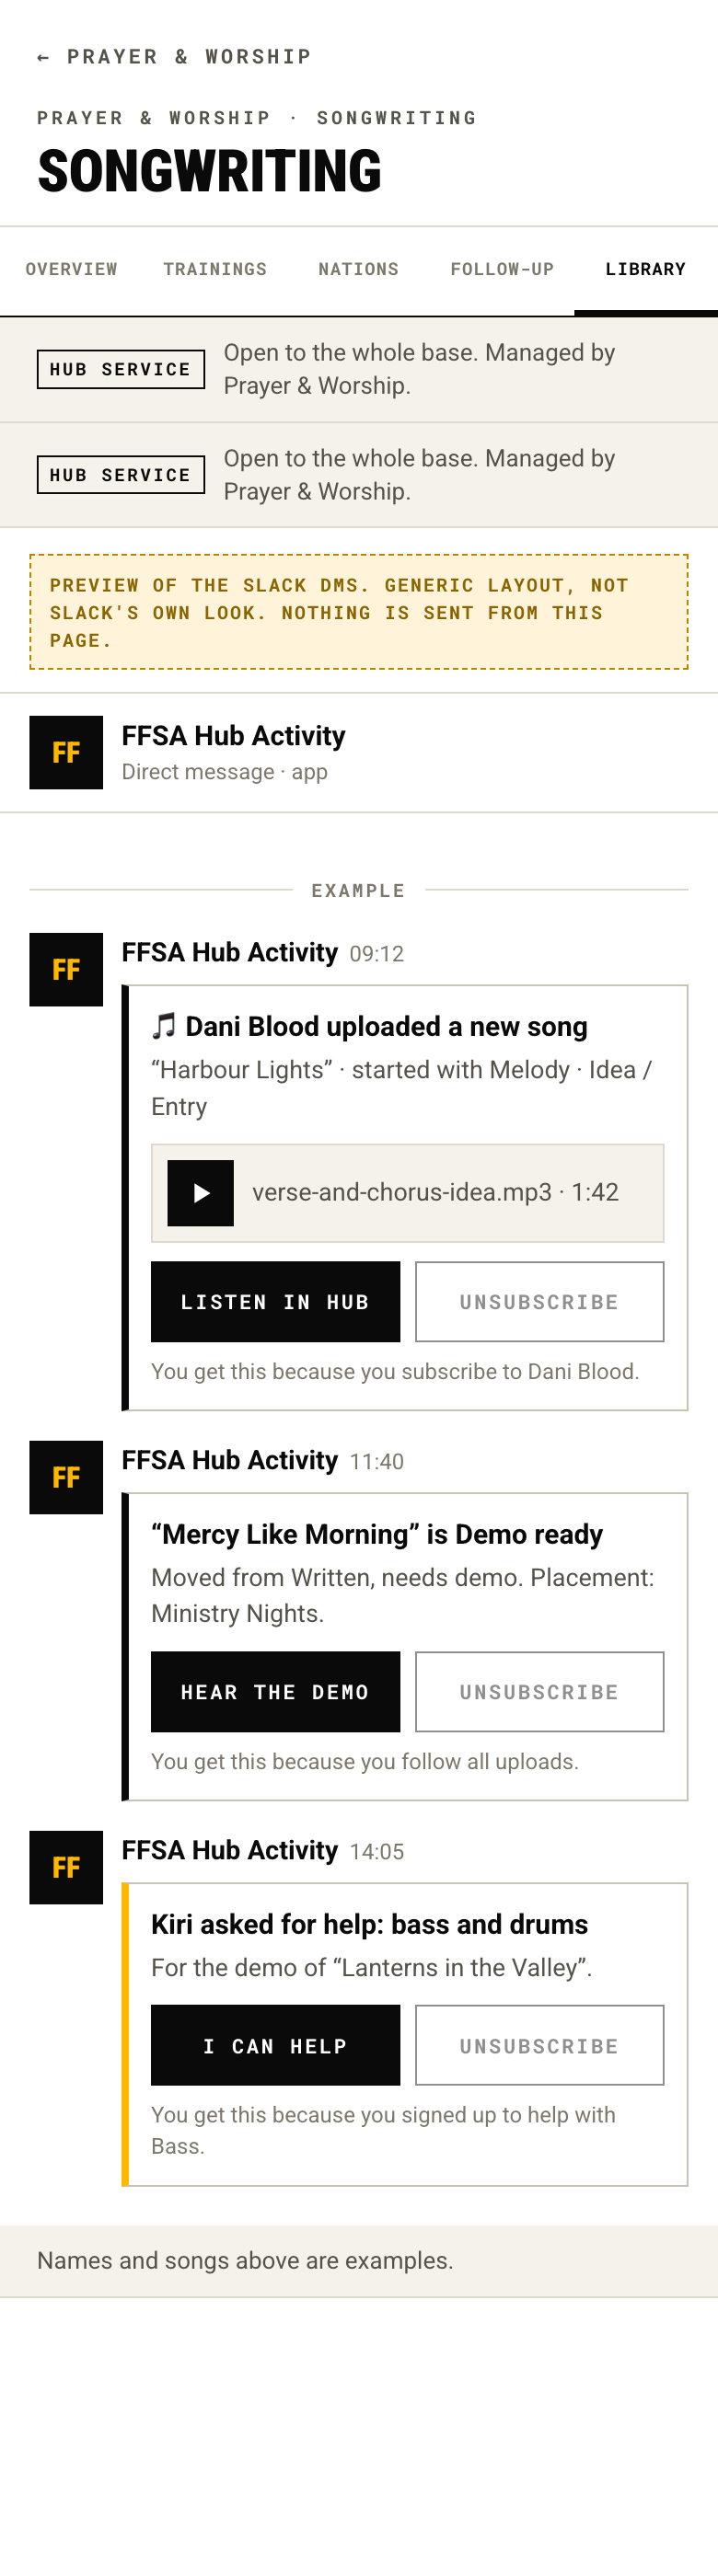 ← PRAYER & WORSHIP
PRAYER & WORSHIP · SONGWRITING
SONGWRITING
OVERVIEW TRAININGS NATIONS FOLLOW-UP LIBRARY
HUB SERVICE
Open to the whole base. Managed by
Prayer & Worship.
HUB SERVICE
Open to the whole base. Managed by
Prayer & Worship.
PREVIEW OF THE SLACK DMS. GENERIC LAYOUT, NOT
SLACK'S OWN LOOK. NOTHING IS SENT FROM THIS
PAGE.
FF
FFSA Hub Activity
Direct message · app
EXAMPLE
FF
FFSA Hub Activity 09:12
🎵 Dani Blood uploaded a new song
“Harbour Lights” · started with Melody · Idea /
Entry
verse-and-chorus-idea.mp3 · 1:42
LISTEN IN HUB UNSUBSCRIBE
You get this because you subscribe to Dani Blood.
FF
FFSA Hub Activity 11:40
“Mercy Like Morning” is Demo ready
Moved from Written, needs demo. Placement:
Ministry Nights.
HEAR THE DEMO UNSUBSCRIBE
You get this because you follow all uploads.
FF
FFSA Hub Activity 14:05
Kiri asked for help: bass and drums
For the demo of “Lanterns in the Valley”.
I CAN HELP UNSUBSCRIBE
You get this because you signed up to help with
Bass.
Names and songs above are examples.